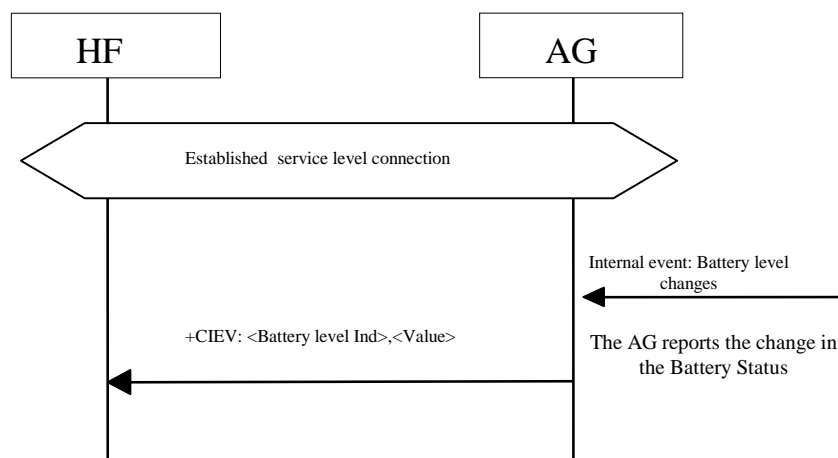 HF
AG
Established service level connection
Internal event: Battery level
changes
+CIEV: <Battery level Ind>,<Value>
The AG reports the change in
the Battery Status